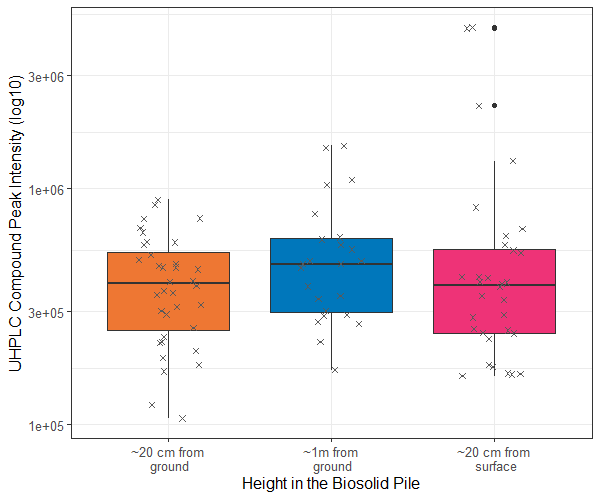 UHPLC Compound Peak Intensity (log10)
3e+06
1e+06
3e+05
1e+05
~20 cm from
ground
~1m from
ground
~20 cm from
surface
Height in the Biosolid Pile